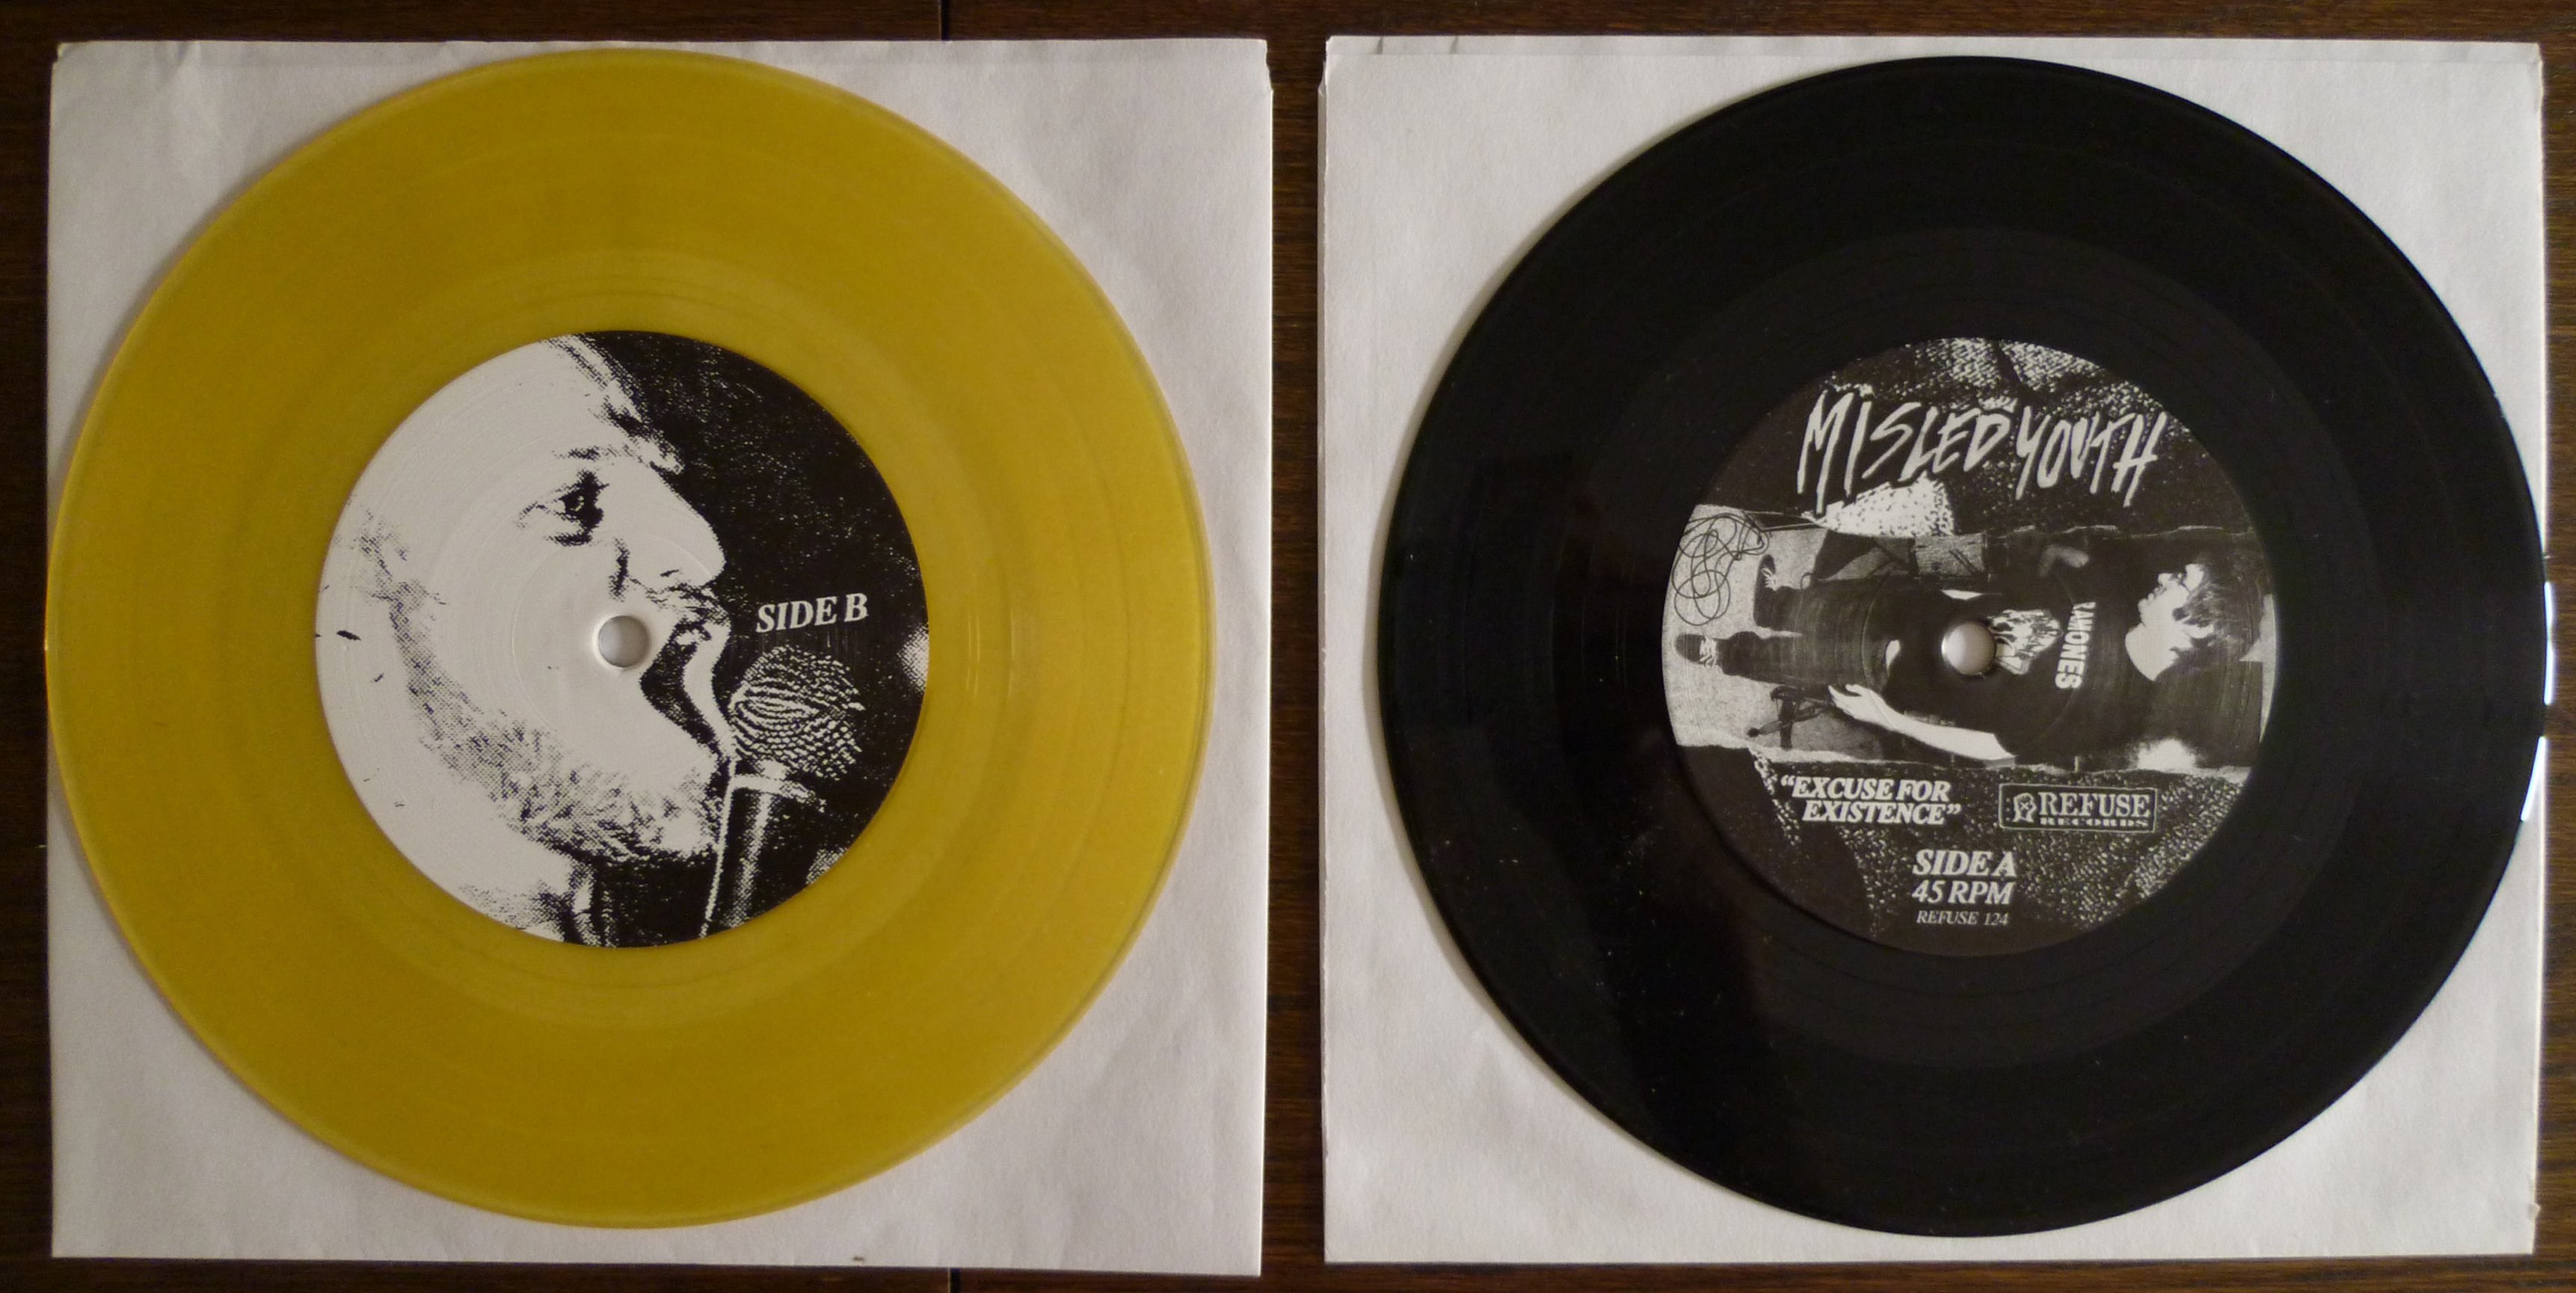 SIDE B
MISLED YOUTH
RAMONES
"EXCUSE FOR
EXISTENCE"
REFUSE
RECORDS
SIDE A
45 RPM
REFUSE 124